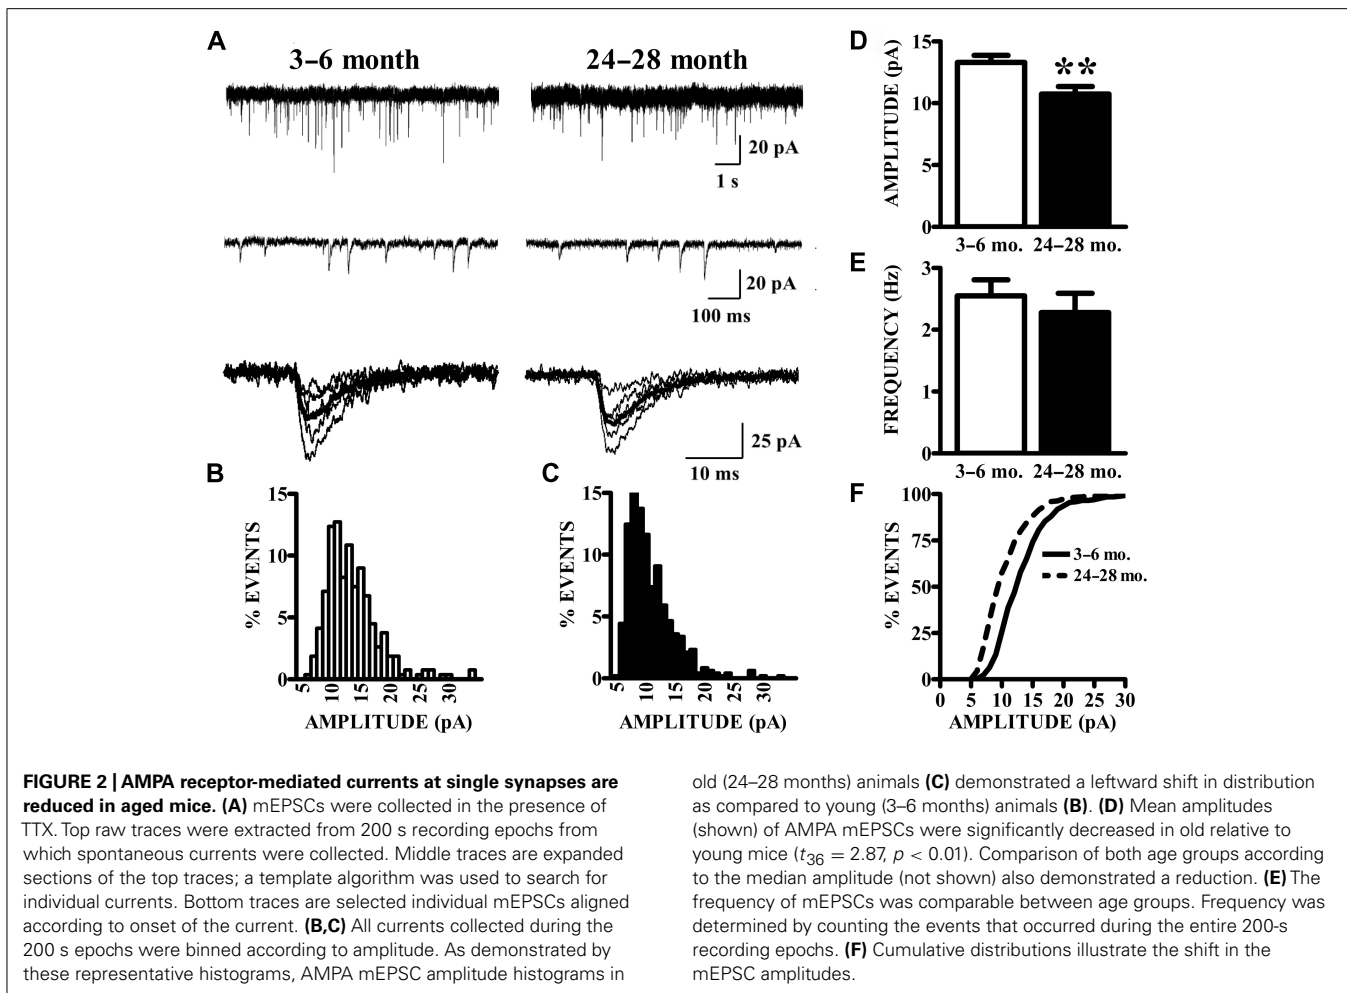 A
3–6 month
24–28 month
20 pA
1 s
20 pA
100 ms
25 pA
10 ms
B
15
10
5
0
% EVENTS
5 10 15 20 25 30
AMPLITUDE (pA)
C
15
10
5
0
% EVENTS
5 10 15 20 25 30
AMPLITUDE (pA)
D
15
10
5
0
AMPLITUDE (pA)
**
3–6 mo. 24–28 mo.
E
3
2
1
0
FREQUENCY (Hz)
3–6 mo. 24–28 mo.
F
100
75
50
25
0
% EVENTS
3–6 mo.
24–28 mo.
0 5 10 15 20 25 30
AMPLITUDE (pA)
FIGURE 2 | AMPA receptor-mediated currents at single synapses are
reduced in aged mice. (A) mEPSCs were collected in the presence of
TTX. Top raw traces were extracted from 200 s recording epochs from
which spontaneous currents were collected. Middle traces are expanded
sections of the top traces; a template algorithm was used to search for
individual currents. Bottom traces are selected individual mEPSCs aligned
according to onset of the current. (B,C) All currents collected during the
200 s epochs were binned according to amplitude. As demonstrated by
these representative histograms, AMPA mEPSC amplitude histograms in
old (24–28 months) animals (C) demonstrated a leftward shift in distribution
as compared to young (3–6 months) animals (B). (D) Mean amplitudes
(shown) of AMPA mEPSCs were significantly decreased in old relative to
young mice (t36 = 2.87, p < 0.01). Comparison of both age groups according
to the median amplitude (not shown) also demonstrated a reduction. (E) The
frequency of mEPSCs was comparable between age groups. Frequency was
determined by counting the events that occurred during the entire 200-s
recording epochs. (F) Cumulative distributions illustrate the shift in the
mEPSC amplitudes.